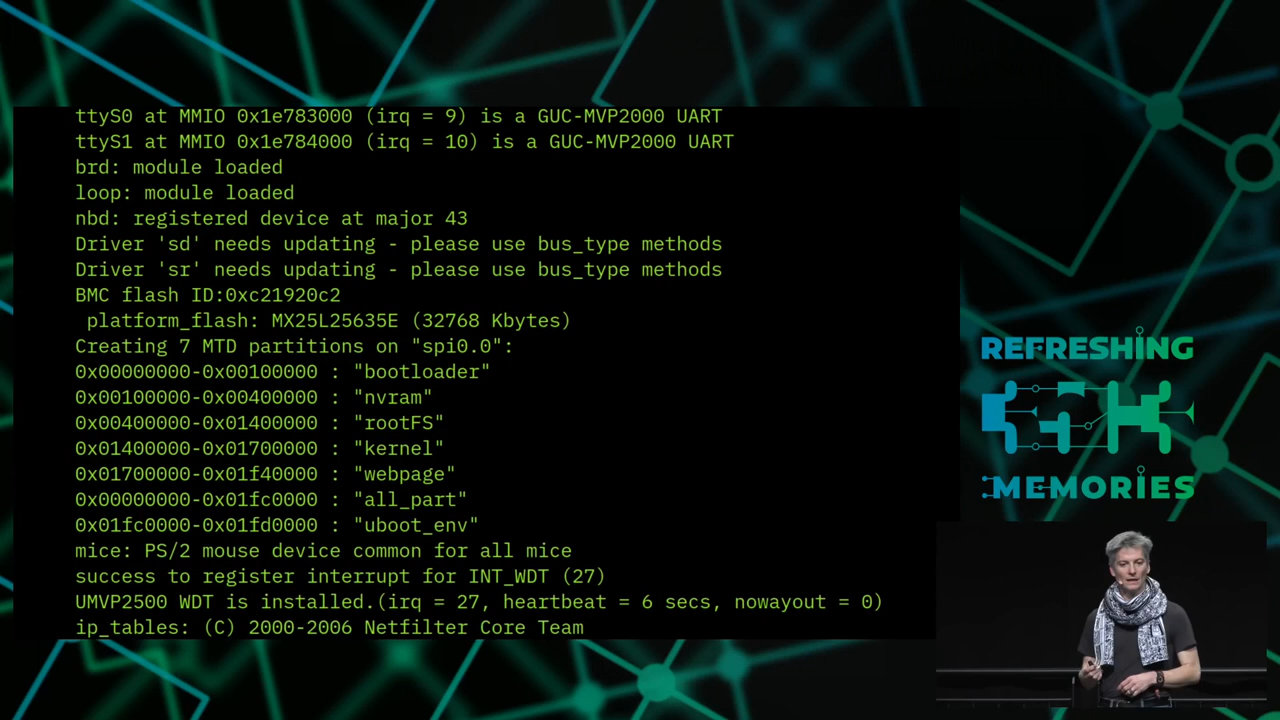 ttyS0 at MMIO 0x1e783000 (irq = 9) is a GUC-MVP2000 UART
ttyS1 at MMIO 0x1e784000 (irq = 10) is a GUC-MVP2000 UART
brd: module loaded
loop: module loaded
nbd: registered device at major 43
Driver 'sd' needs updating - please use bus_type methods
Driver 'sr' needs updating - please use bus_type methods
BMC flash ID:0xc21920c2
 platform_flash: MX25L25635E (32768 Kbytes)
Creating 7 MTD partitions on "spi0.0":
0x00000000-0x00100000 : "bootloader"
0x00100000-0x00400000 : "nvram"
0x00400000-0x01400000 : "rootFS"
0x01400000-0x01700000 : "kernel"
0x01700000-0x01f40000 : "webpage"
0x00000000-0x01fc0000 : "all_part"
0x01fc0000-0x01fd0000 : "uboot_env"
mice: PS/2 mouse device common for all mice
success to register interrupt for INT_WDT (27)
UMVP2500 WDT is installed.(irq = 27, heartbeat = 6 secs, nowayout = 0)
ip_tables: (C) 2000-2006 Netfilter Core Team
REFRESHING
MEMORIES